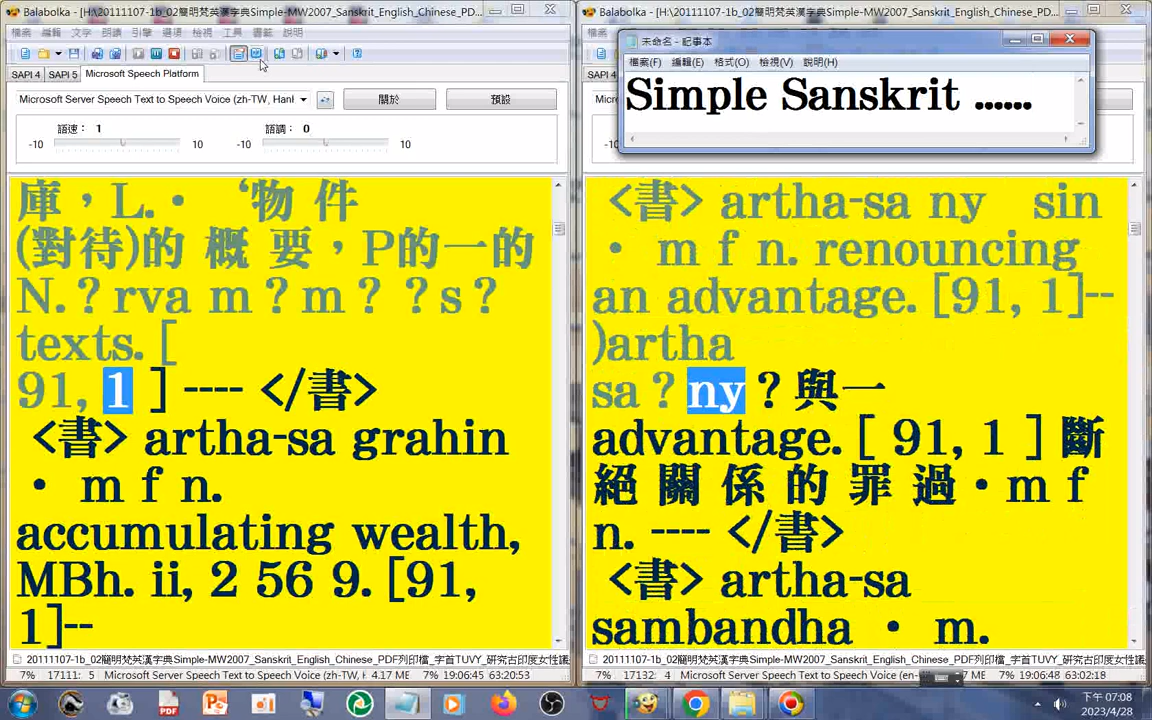 Balabolka - [H:\20111107-1b_02簡明梵英漢字典Simple-MW2007_Sanskrit_English_Chinese_PD...
檔案 編輯 文字 朗讀 引擎 選項 檢視 工具 書籤 說明
SAPI 4 SAPI 5 Microsoft Speech Platform
Microsoft Server Speech Text to Speech Voice (zh-TW, Hanl
關於
預設
語速： 1
語調： 0
-10
10
-10
10
庫，L.• ‘物 件
(對待)的 概 要，P的一的
N.？rva m？m？ ？s？
texts. [
91, 1 ] ---- </書>
<書> artha-sa grahin
• m f n.
accumulating wealth,
MBh. ii, 2 56 9. [91,
1]--
20111107-1b_02簡明梵英漢字典Simple-MW2007_Sanskrit_English_Chinese_PDF列印檔_字首TUVY_研究古印度女性議
7% 17111: 5 Microsoft Server Speech Text to Speech Voice (zh-TW, H 4.17 ME 7% 19:06:45 63:20:53
Balabolka - [H:\20111107-1b_02簡明梵英漢字典Simple-MW2007_Sanskrit_English_Chinese_PD...
檔案
SAPI 4
未命名 - 記事本
檔案(F) 編輯(E) 格式(O) 檢視(V) 說明(H)
Simple Sanskrit ......
-10
<書> artha-sa ny sin
• m f n. renouncing
an advantage. [91, 1]--
)artha
sa？ny？與一
advantage. [ 91, 1 ] 斷
絕 關 係 的 罪 過•m f
n. ---- </書>
<書> artha-sa
sambandha • m.
20111107-1b_02簡明梵英漢字典Simple-MW2007_Sanskrit_English_Chinese_PDF列印檔_字首TUVY_研究古印度女性議
7% 17132: 4 Microsoft Server Speech Text to Speech Voice (en- 7% 19:06:48 63:02:18
下午 07:08
2023/4/28